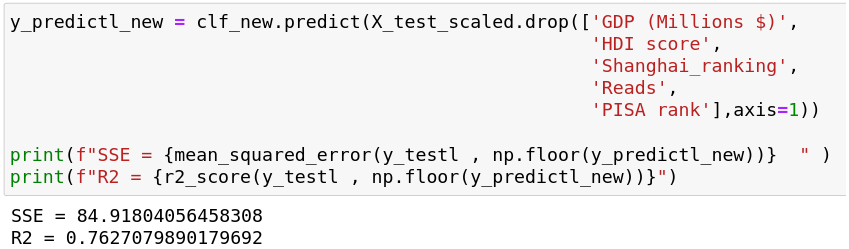 y_predictl_new = clf_new.predict(X_test_scaled.drop(['GDP (Millions $)',
'HDI score',
'Shanghai_ranking',
'Reads',
'PISA rank'],axis=1))
print(f"SSE = {mean_squared_error(y_testl , np.floor(y_predictl_new))}  " )
print(f"R2 = {r2_score(y_testl , np.floor(y_predictl_new))}")
SSE = 84.91804056458308
R2 = 0.7627079890179692